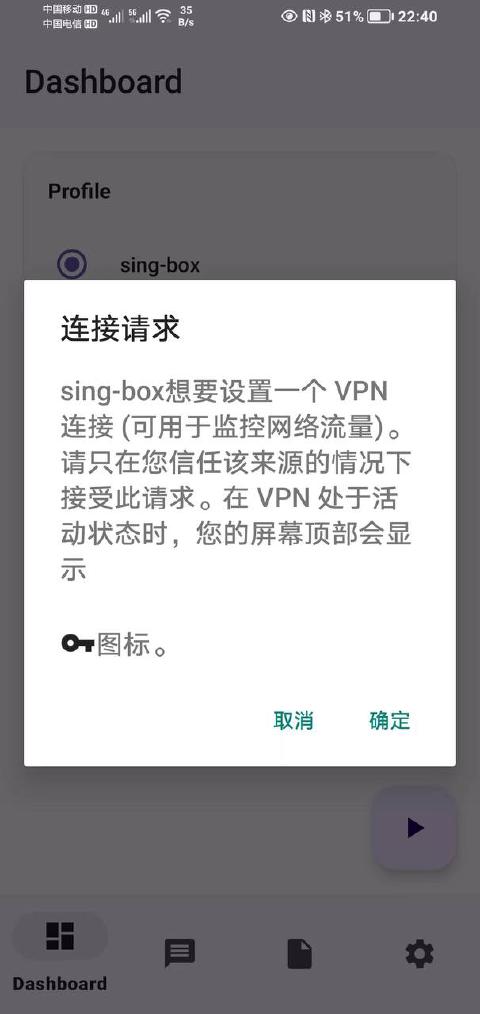 中国移动 HD 4G 5G 35 51% 22:40
中国电信 HD B/s
Dashboard
Profile
sing-box
连接请求
sing-box想要设置一个 VPN
连接 (可用于监控网络流量)。
请只在您信任该来源的情况下
接受此请求。在 VPN 处于活
动状态时，您的屏幕顶部会显
示
图标。
取消 确定
Dashboard